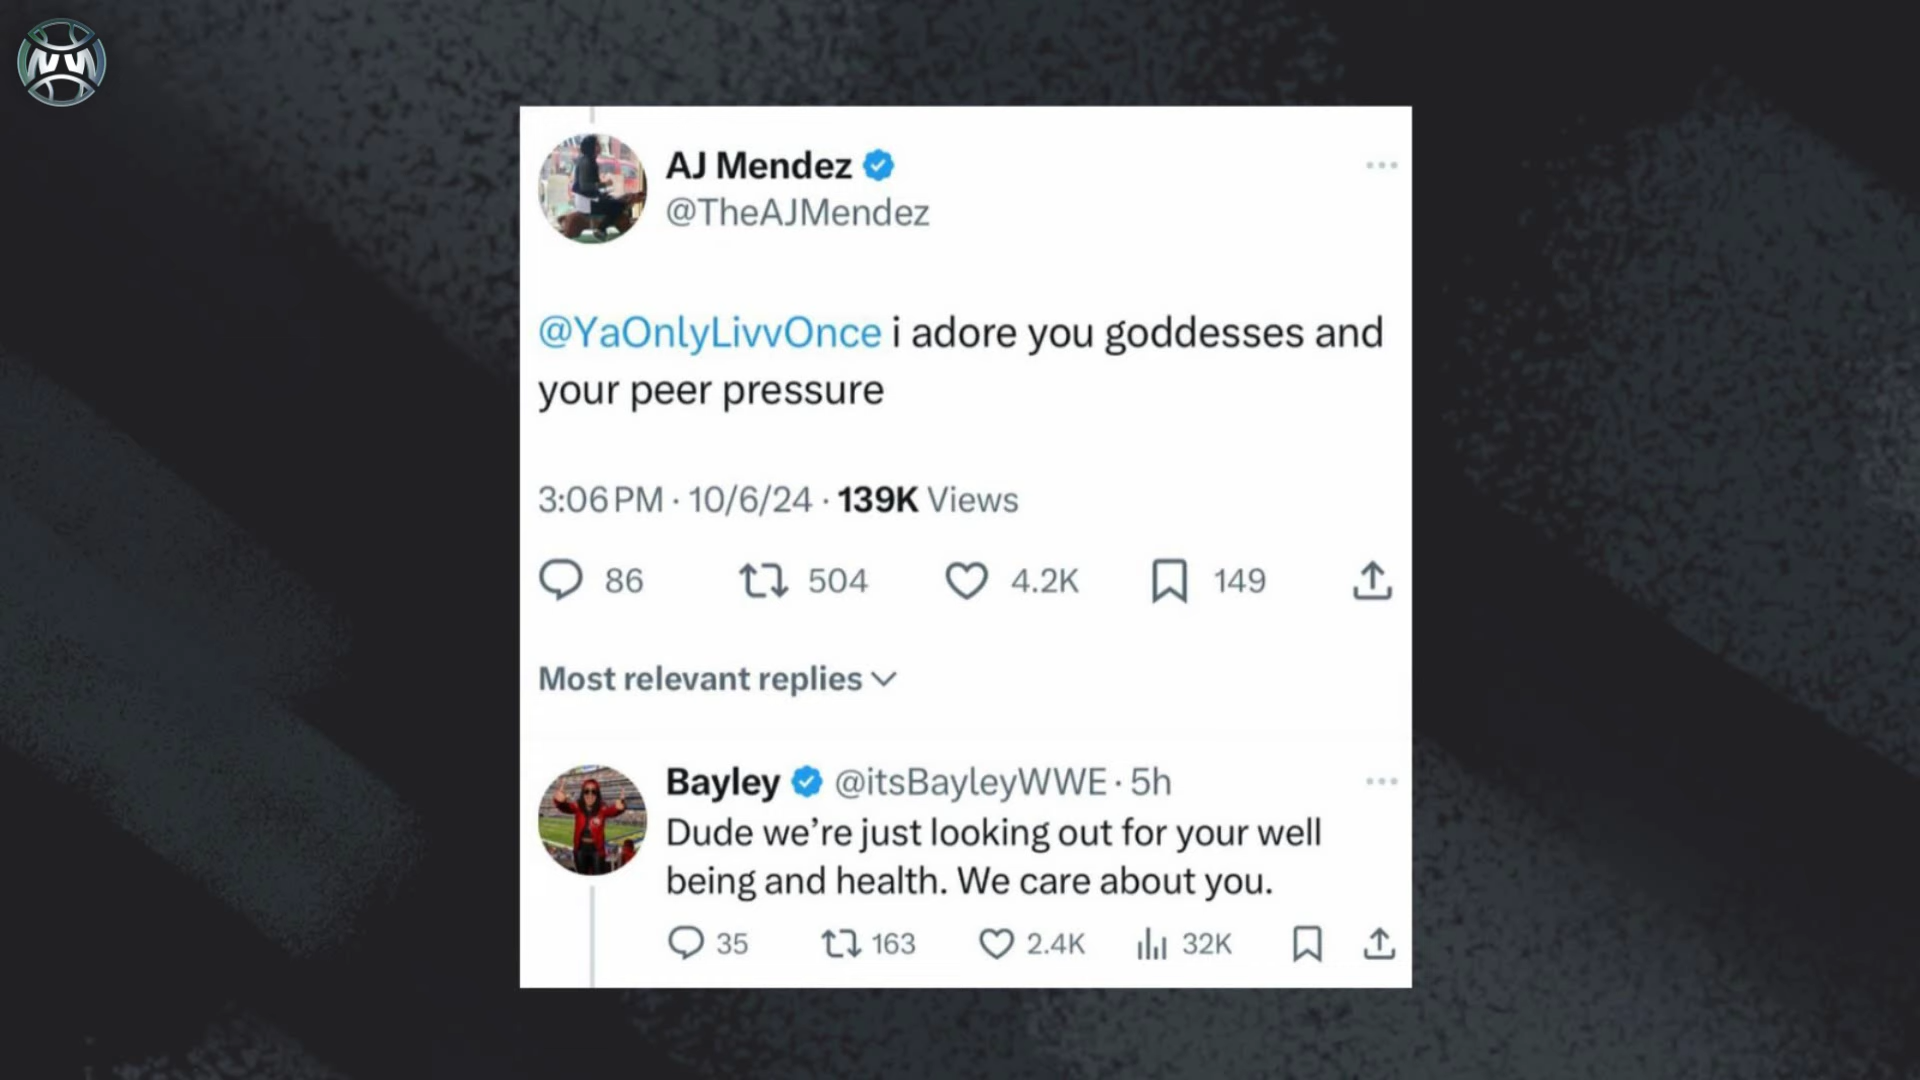 AJ Mendez
@TheAJMendez
@YaOnlyLivvOnce i adore you goddesses and
your peer pressure
3:06 PM · 10/6/24 · 139K Views
86 504 4.2K 149
Most relevant replies
Bayley @itsBayleyWWE · 5h
Dude we’re just looking out for your well
being and health. We care about you.
35 163 2.4K 32K